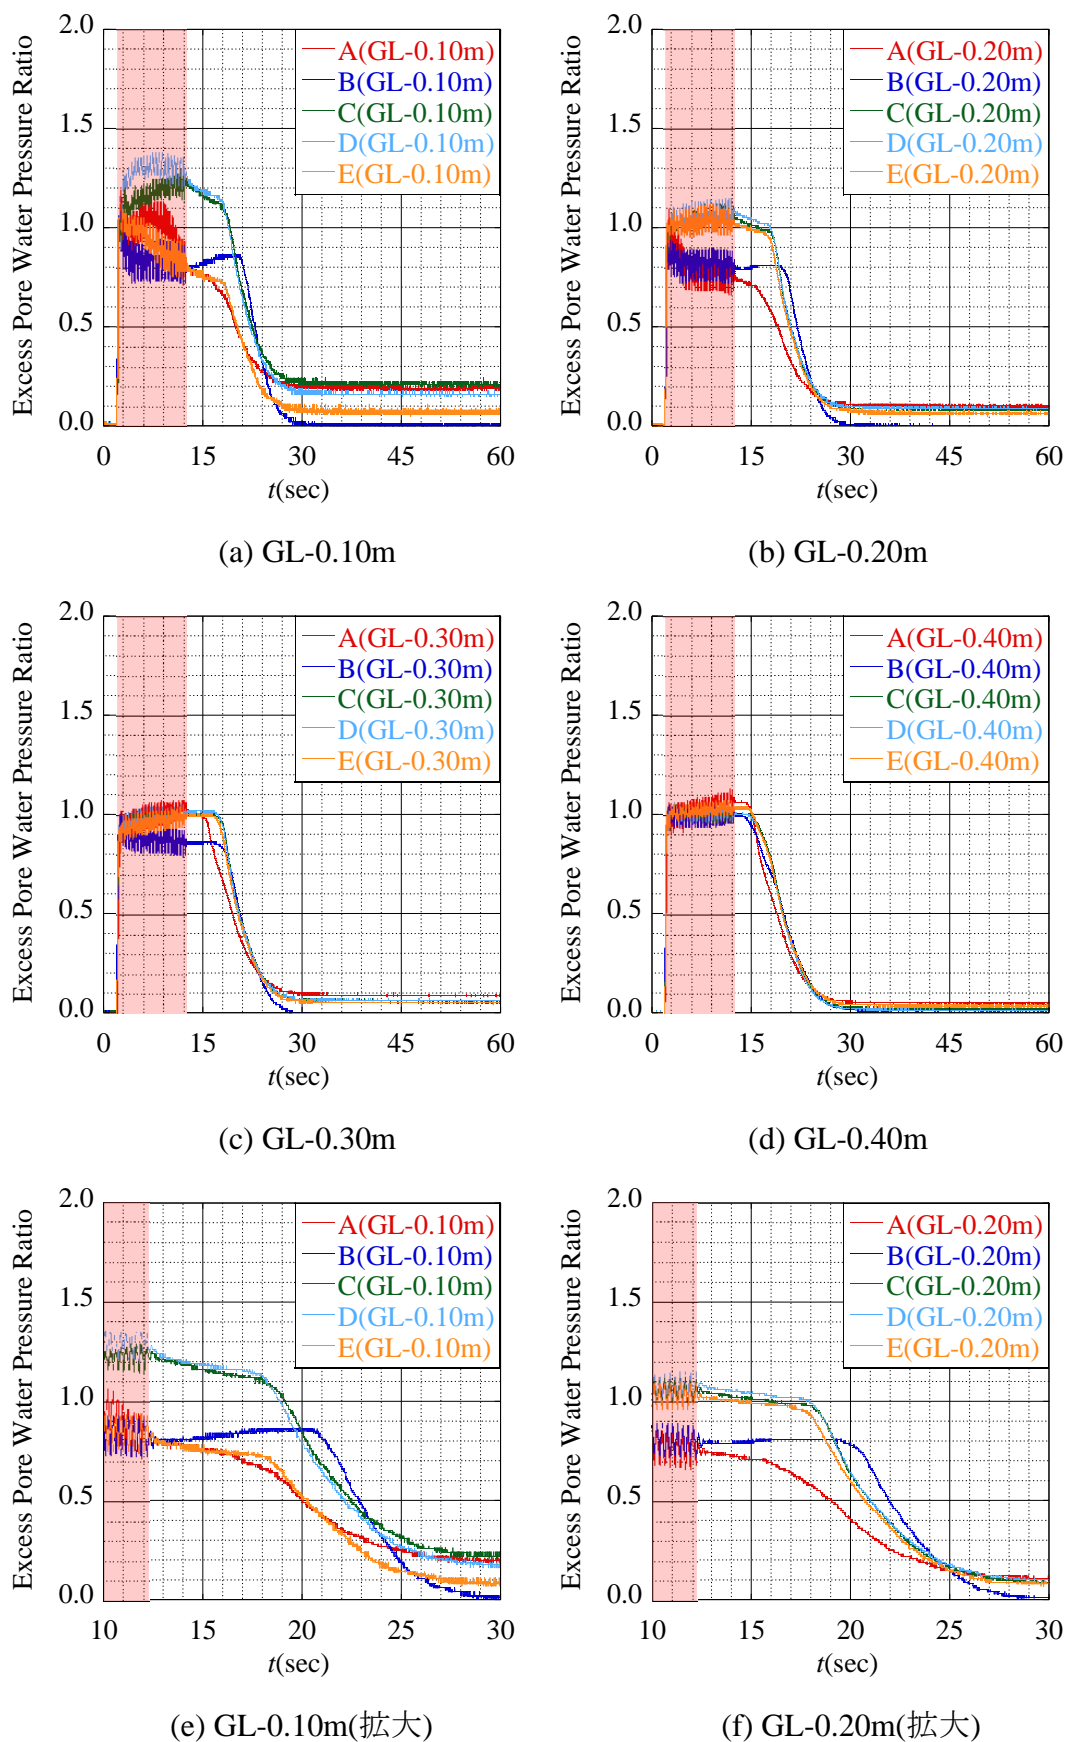 Excess Pore Water Pressure Ratio
2.0
1.5
1.0
0.5
0.0
A(GL-0.10m)
B(GL-0.10m)
C(GL-0.10m)
D(GL-0.10m)
E(GL-0.10m)
0 15 30 45 60
t(sec)
(a) GL-0.10m
Excess Pore Water Pressure Ratio
2.0
1.5
1.0
0.5
0.0
A(GL-0.20m)
B(GL-0.20m)
C(GL-0.20m)
D(GL-0.20m)
E(GL-0.20m)
0 15 30 45 60
t(sec)
(b) GL-0.20m
Excess Pore Water Pressure Ratio
2.0
1.5
1.0
0.5
0.0
A(GL-0.30m)
B(GL-0.30m)
C(GL-0.30m)
D(GL-0.30m)
E(GL-0.30m)
0 15 30 45 60
t(sec)
(c) GL-0.30m
Excess Pore Water Pressure Ratio
2.0
1.5
1.0
0.5
0.0
A(GL-0.40m)
B(GL-0.40m)
C(GL-0.40m)
D(GL-0.40m)
E(GL-0.40m)
0 15 30 45 60
t(sec)
(d) GL-0.40m
Excess Pore Water Pressure Ratio
2.0
1.5
1.0
0.5
0.0
A(GL-0.10m)
B(GL-0.10m)
C(GL-0.10m)
D(GL-0.10m)
E(GL-0.10m)
10 15 20 25 30
t(sec)
(e) GL-0.10m(拡大)
Excess Pore Water Pressure Ratio
2.0
1.5
1.0
0.5
0.0
A(GL-0.20m)
B(GL-0.20m)
C(GL-0.20m)
D(GL-0.20m)
E(GL-0.20m)
10 15 20 25 30
t(sec)
(f) GL-0.20m(拡大)